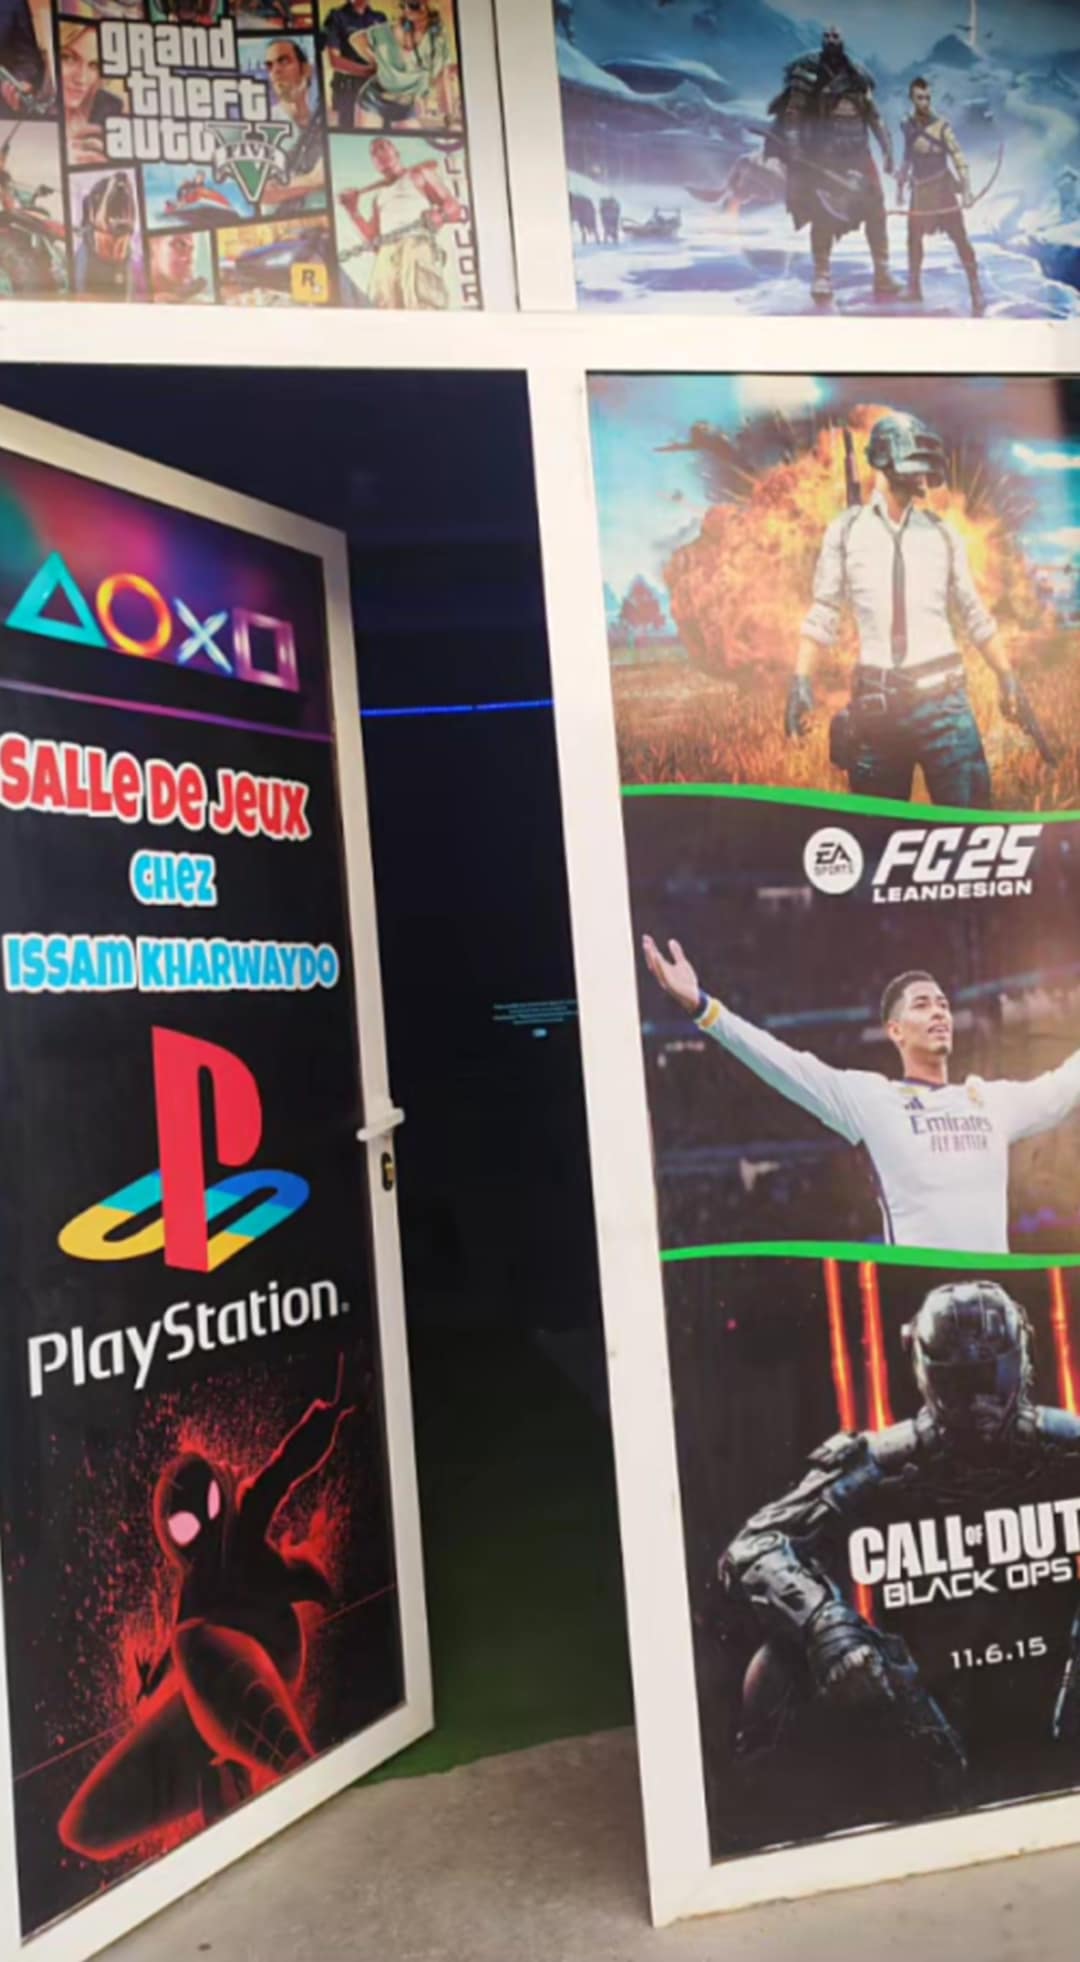 grand
theft
auto
FIVE
LIQUOR
R
SALLE DE JEUX
CHEZ
ISSAM KHARWAYDO
PlayStation
EA
SPORTS
FC25
LEANDESIGN
Emirates
FLY BETTER
CALL OF DUT
BLACK OPS
11.6.15